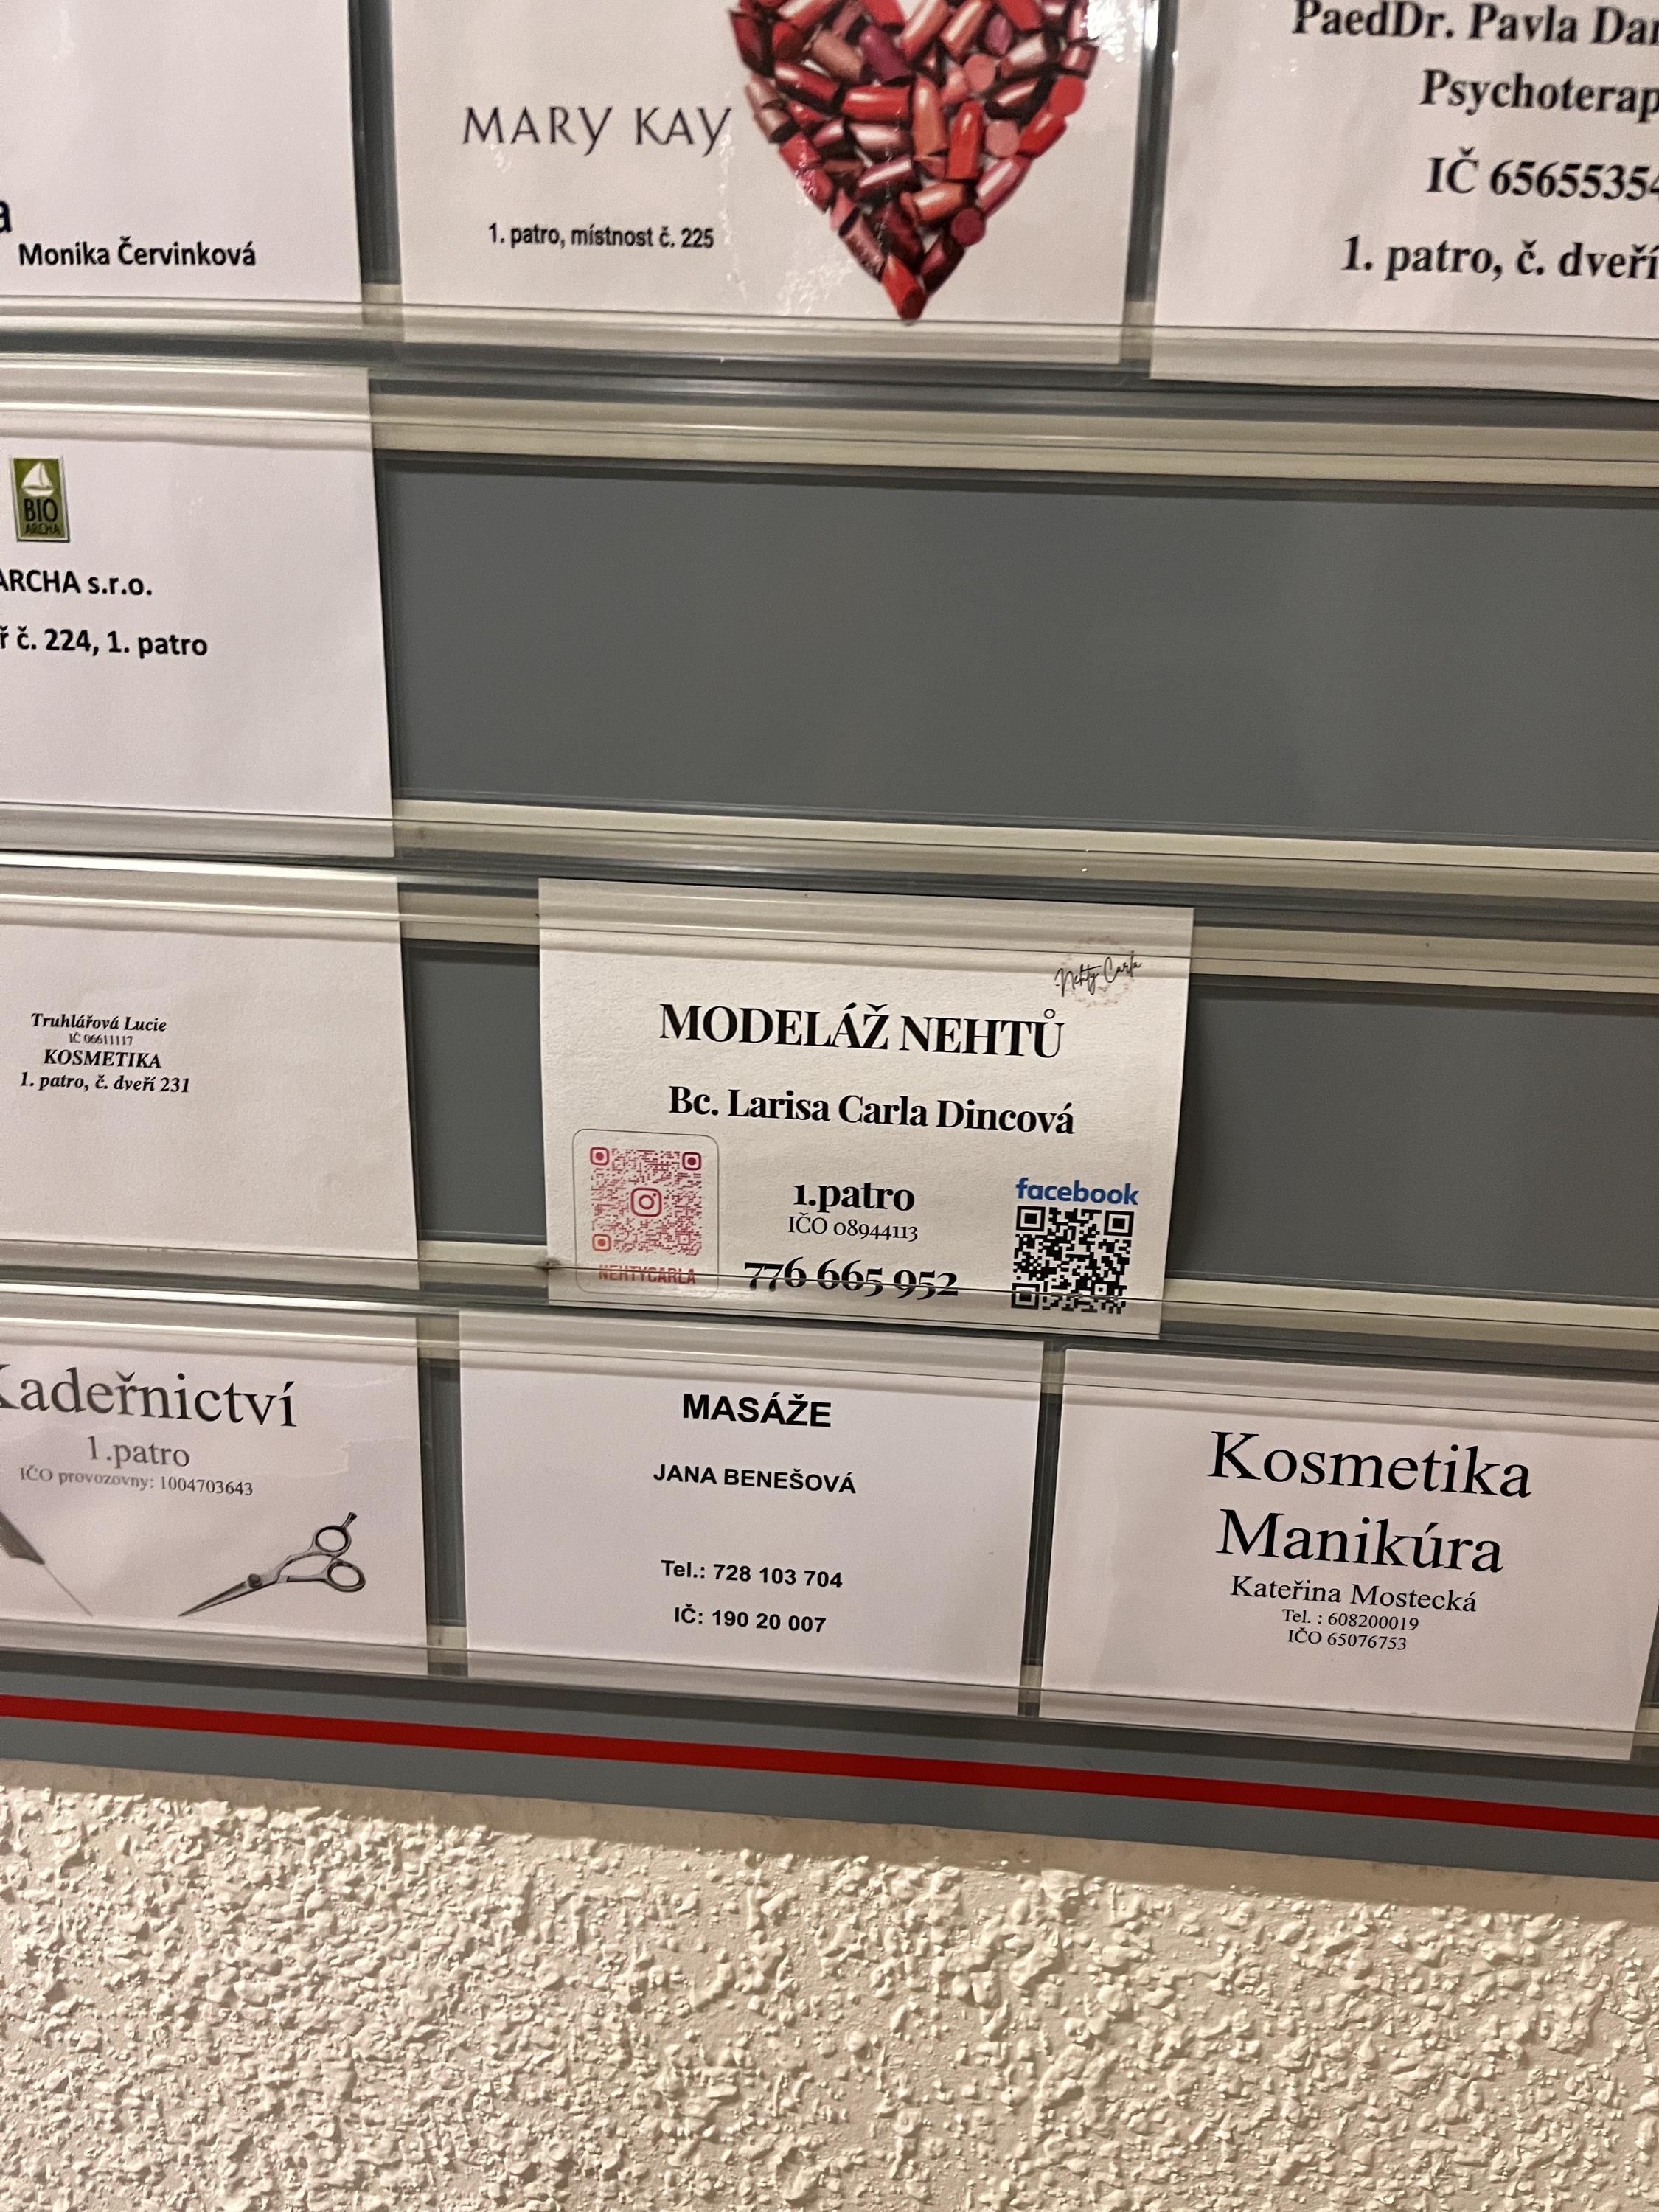 Monika Červinková
MARY KAY
1. patro, místnost č. 225
PaedDr. Pavla
IČ
1. patro, č. dveří
BIO
ARCHA
ARCHA s.r.o.
č. 224, 1. patro
Truhlářová Lucie
IČ 06611117
KOSMETIKA
1. patro, č. dveří 231
Nehty Carla
MODELÁŽ NEHTŮ
Bc. Larisa Carla Dincová
1.patro
IČO 08944113
776 665 952
NEHTYCARLA
facebook
Kadeřnictví
1.patro
IČO provozovny: 1004703643
MASÁŽE
JANA BENEŠOVÁ
Tel.: 728 103 704
IČ: 190 20 007
Kosmetika
Manikúra
Kateřina Mostecká
Tel. : 608200019
IČO 65076753